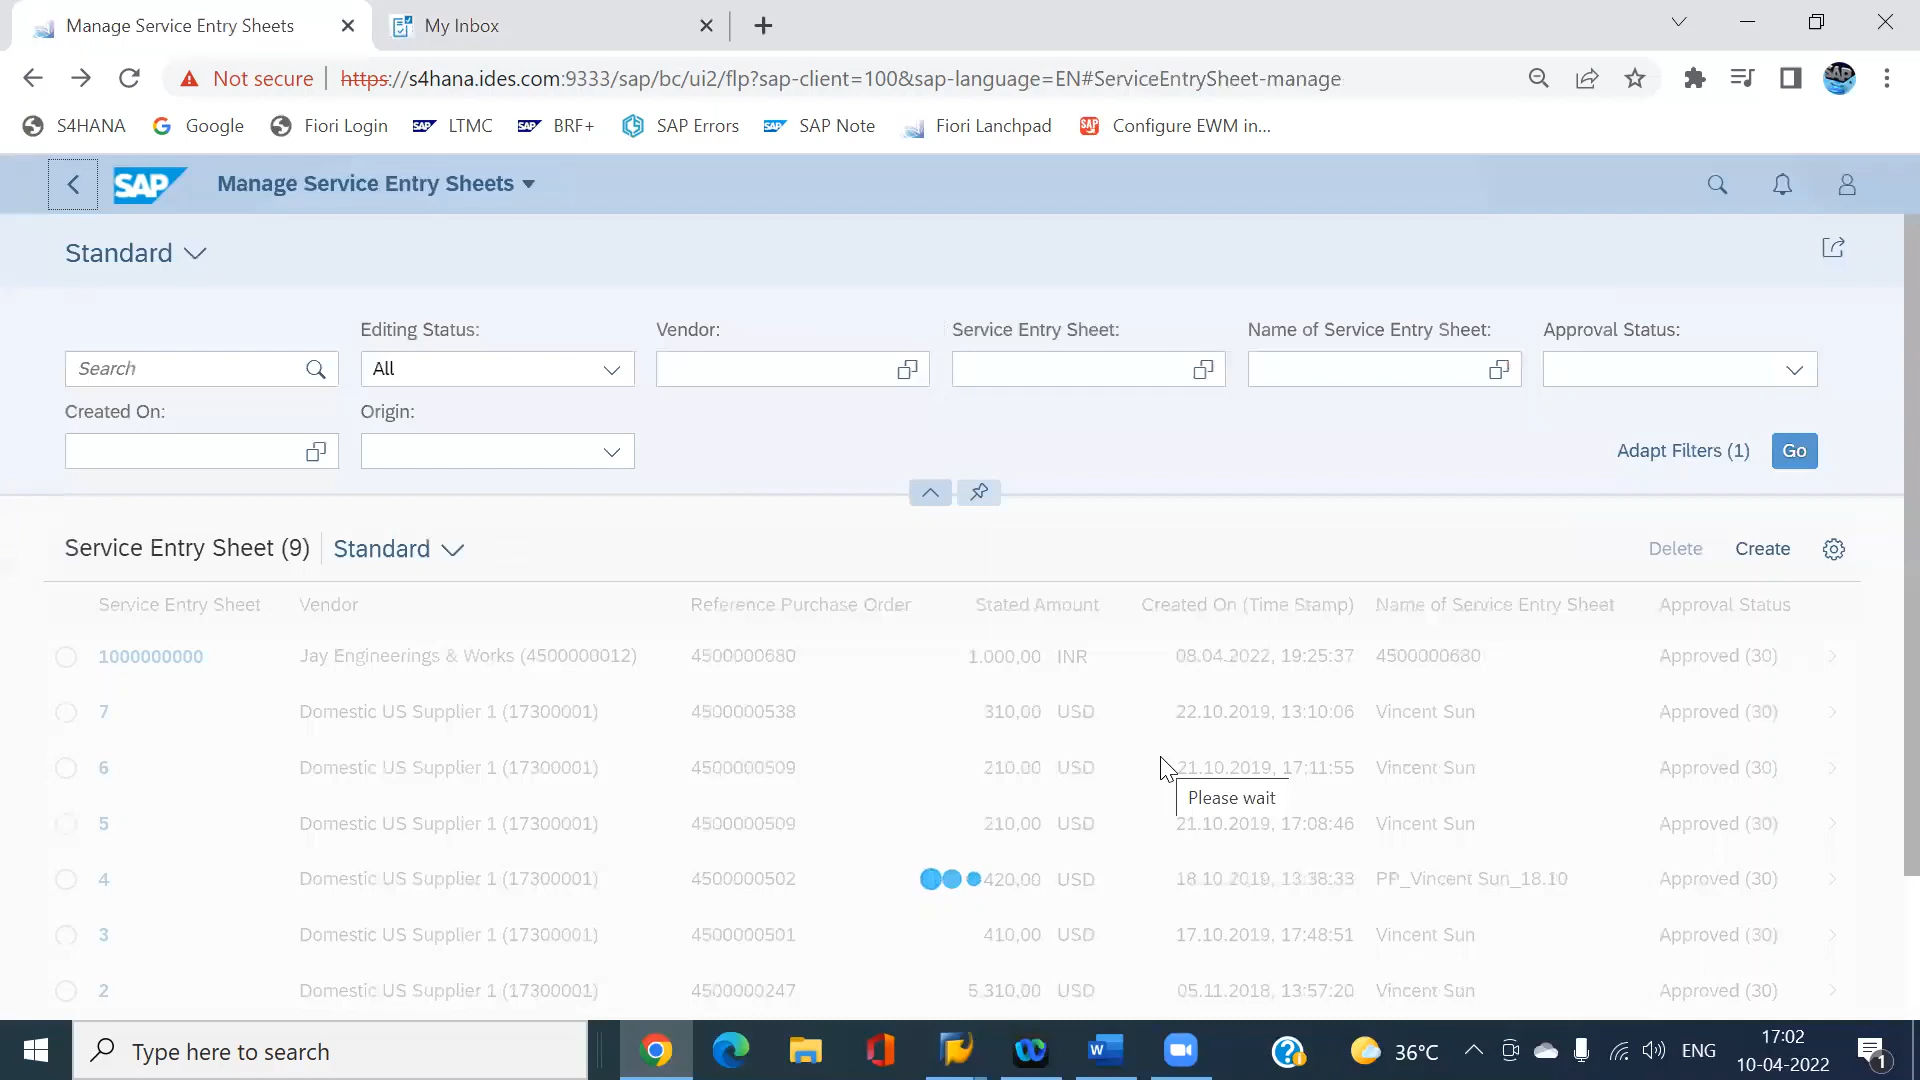 Manage Service Entry Sheets
My Inbox
Not secure https://s4hana.ides.com:9333/sap/bc/ui2/flp?sap-client=100&sap-language=EN#ServiceEntrySheet-manage
S4HANA Google Fiori Login SAP LTMC SAP BRF+ SAP Errors SAP SAP Note Fiori Lanchpad SAP Configure EWM in...
SAP Manage Service Entry Sheets
Standard
Editing Status: Vendor: Service Entry Sheet: Name of Service Entry Sheet: Approval Status:
Search All
Created On: Origin:
Adapt Filters (1) Go
Service Entry Sheet (9) Standard Delete Create
Service Entry Sheet Vendor Reference Purchase Order Stated Amount Created On (Time Stamp) Name of Service Entry Sheet Approval Status
1000000000 Jay Engineerings & Works (4500000012) 4500000680 1.000,00 INR 08.04.2022, 19:25:37 4500000680 Approved (30)
7 Domestic US Supplier 1 (17300001) 4500000538 310,00 USD 22.10.2019, 13:10:06 Vincent Sun Approved (30)
6 Domestic US Supplier 1 (17300001) 4500000509 210,00 USD 21.10.2019, 17:11:55 Vincent Sun Approved (30)
Please wait
5 Domestic US Supplier 1 (17300001) 4500000509 210,00 USD 21.10.2019, 17:08:46 Vincent Sun Approved (30)
4 Domestic US Supplier 1 (17300001) 4500000502 420,00 USD 18.10.2019, 13:38:33 PP_Vincent Sun_18.10 Approved (30)
3 Domestic US Supplier 1 (17300001) 4500000501 410,00 USD 17.10.2019, 17:48:51 Vincent Sun Approved (30)
2 Domestic US Supplier 1 (17300001) 4500000247 5.310,00 USD 05.11.2018, 13:57:20 Vincent Sun Approved (30)
Type here to search 36°C ENG 17:02
10-04-2022
1